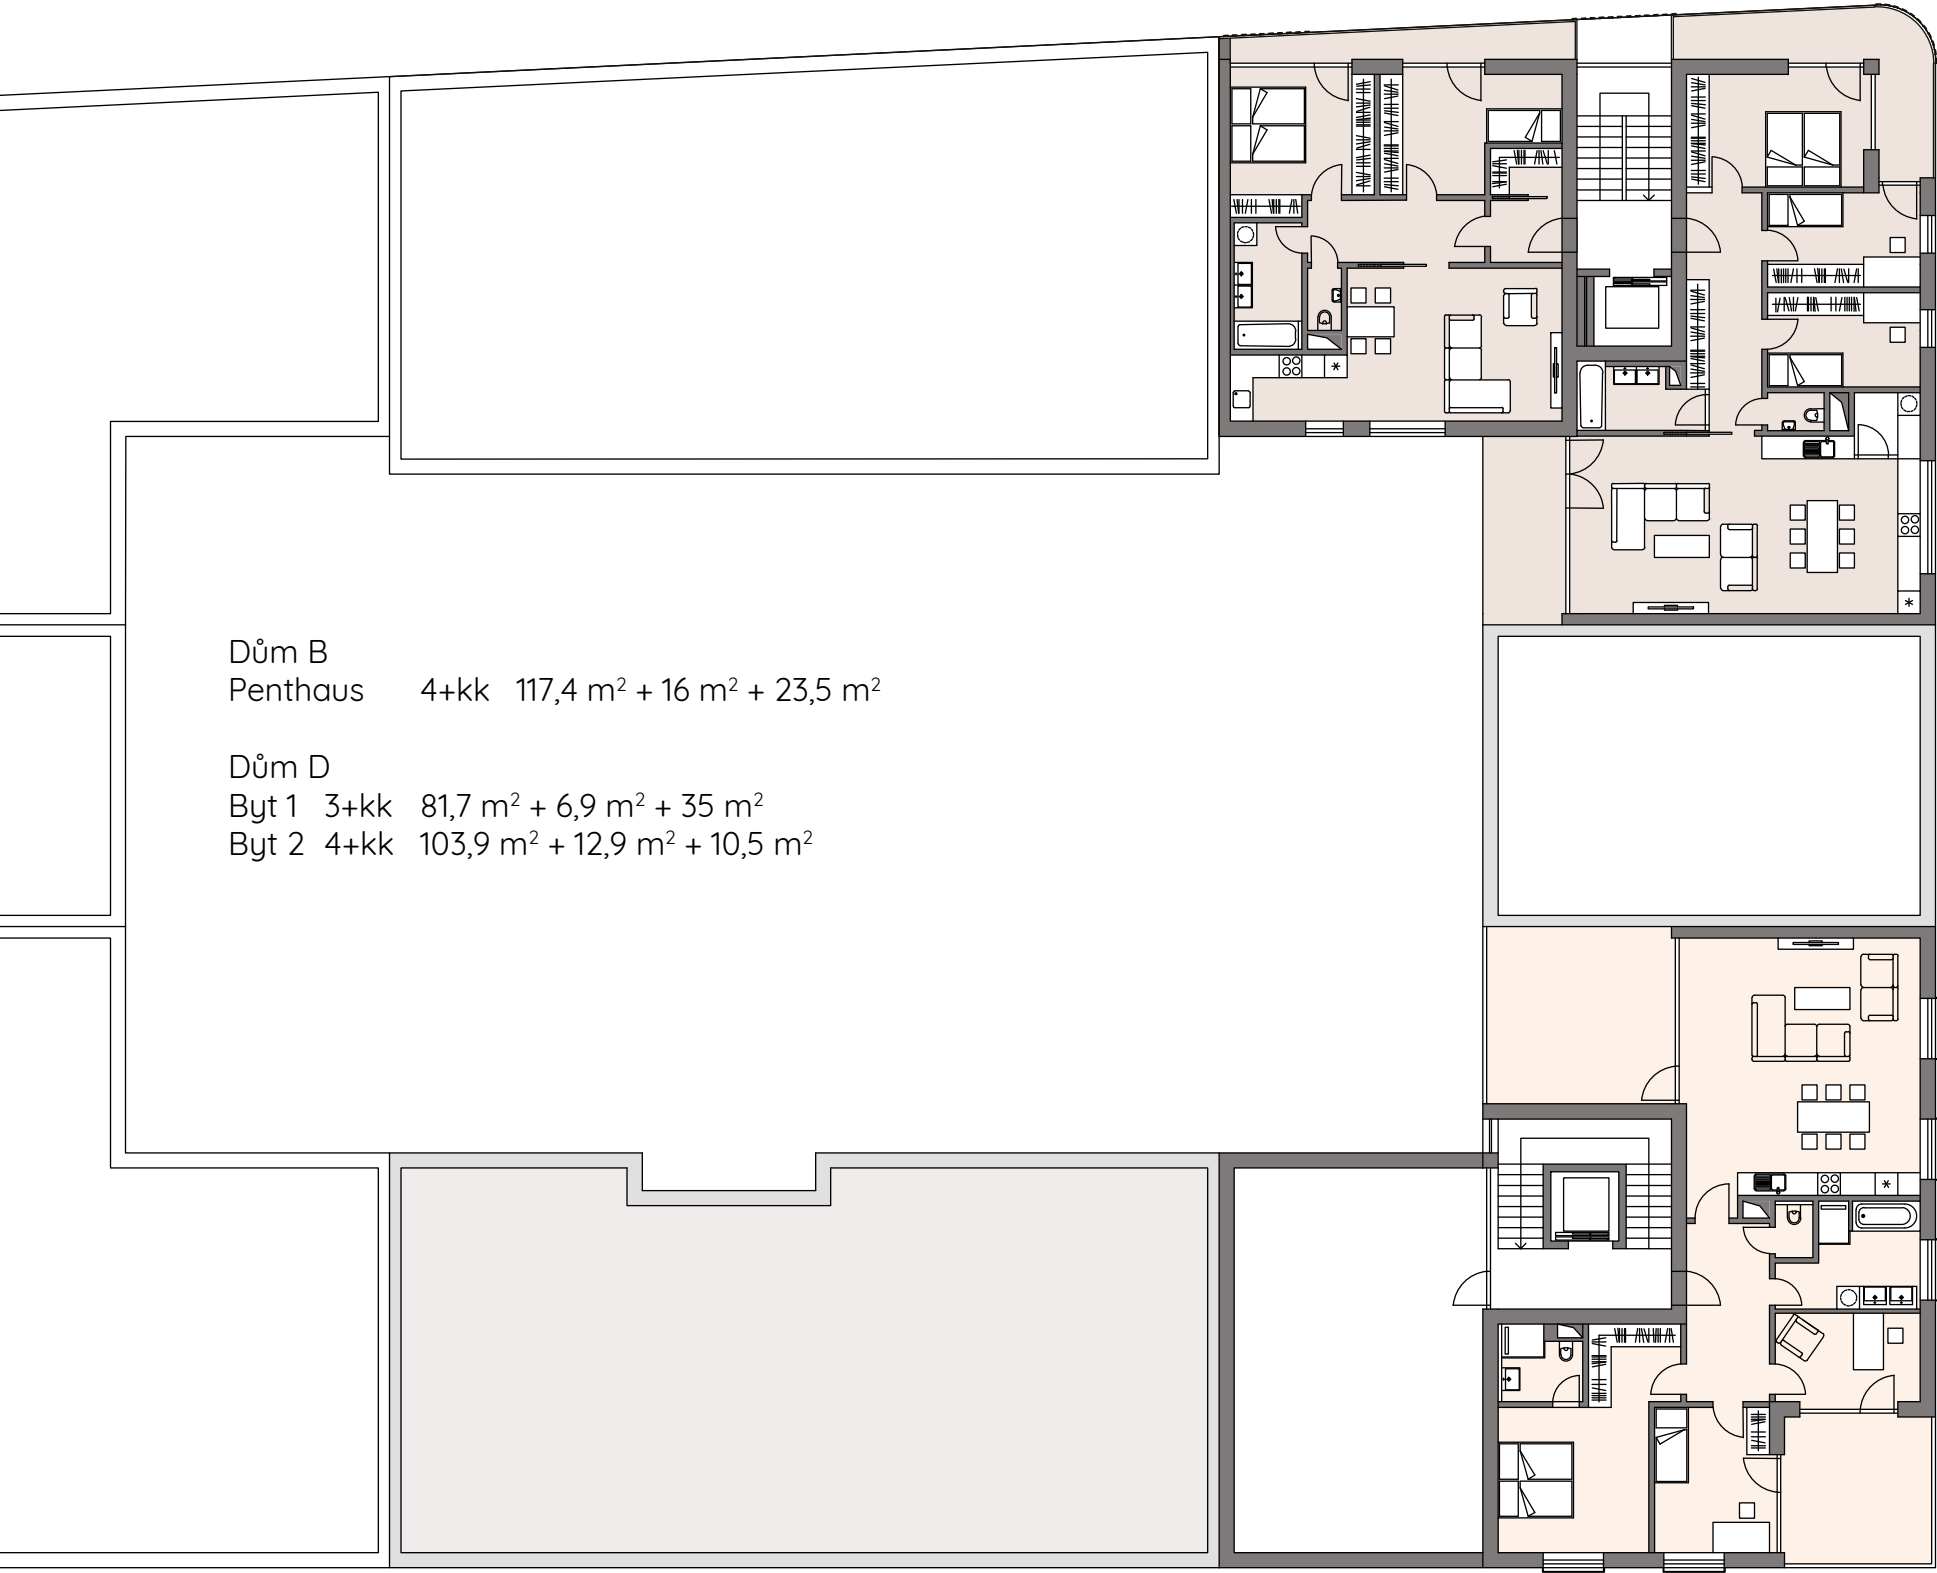 Dům B
Penthaus 4+kk 117,4 m² + 16 m² + 23,5 m²
Dům D
Byt 1 3+kk 81,7 m² + 6,9 m² + 35 m²
Byt 2 4+kk 103,9 m² + 12,9 m² + 10,5 m²